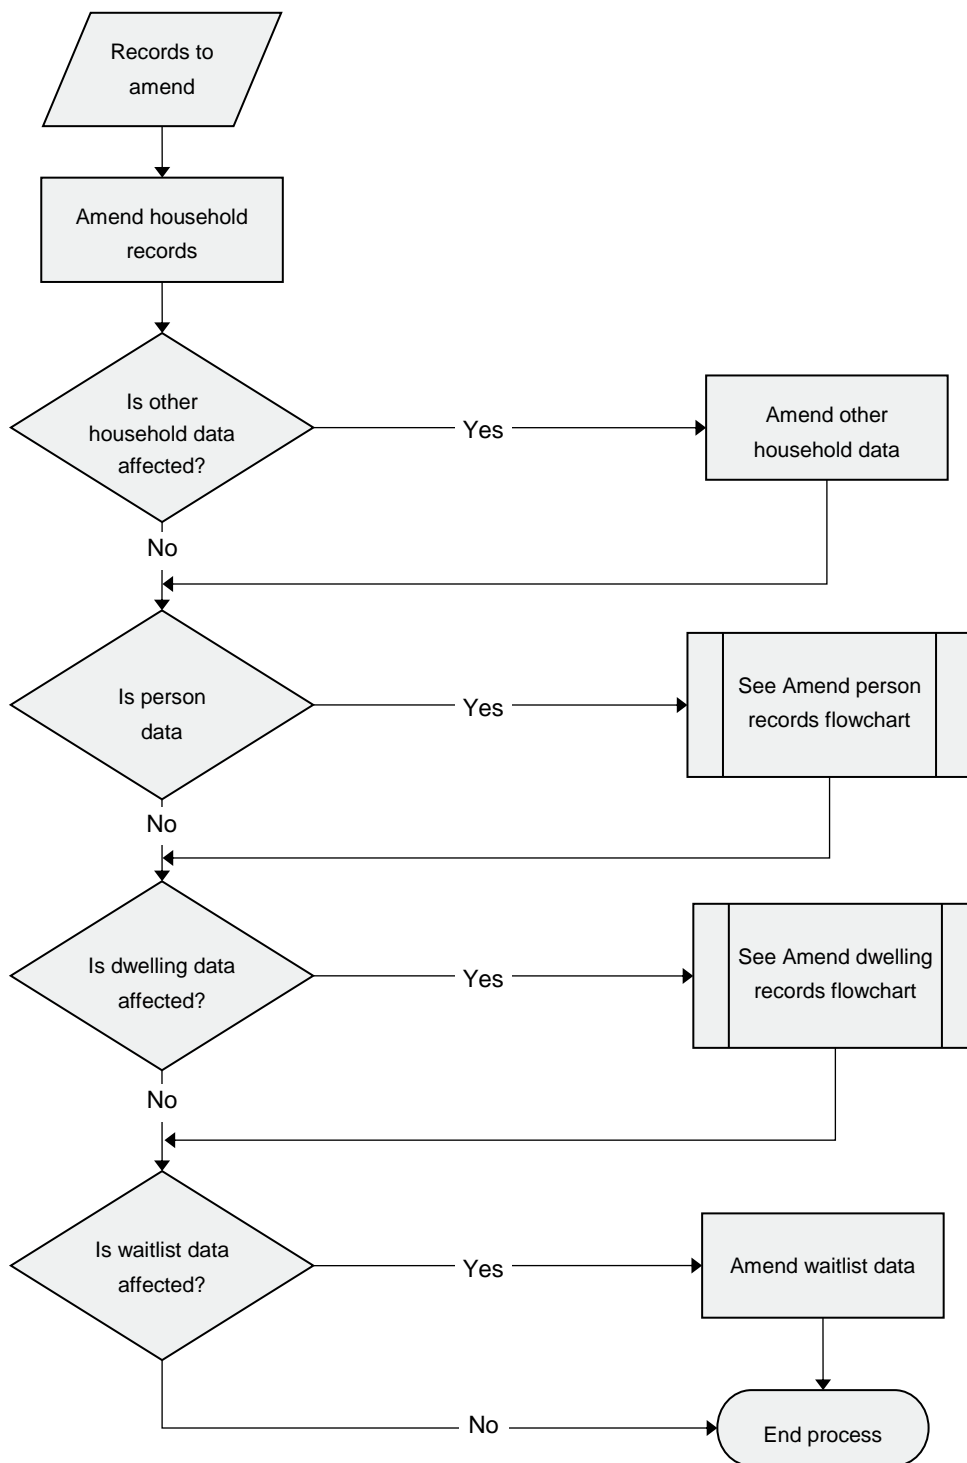 Records to
amend
Amend household
records
Is other
household data
affected?
Yes
Amend other
household data
No
Is person
data
Yes
See Amend person
records flowchart
No
Is dwelling data
affected?
Yes
See Amend dwelling
records flowchart
No
Is waitlist data
affected?
Yes
Amend waitlist data
No
End process